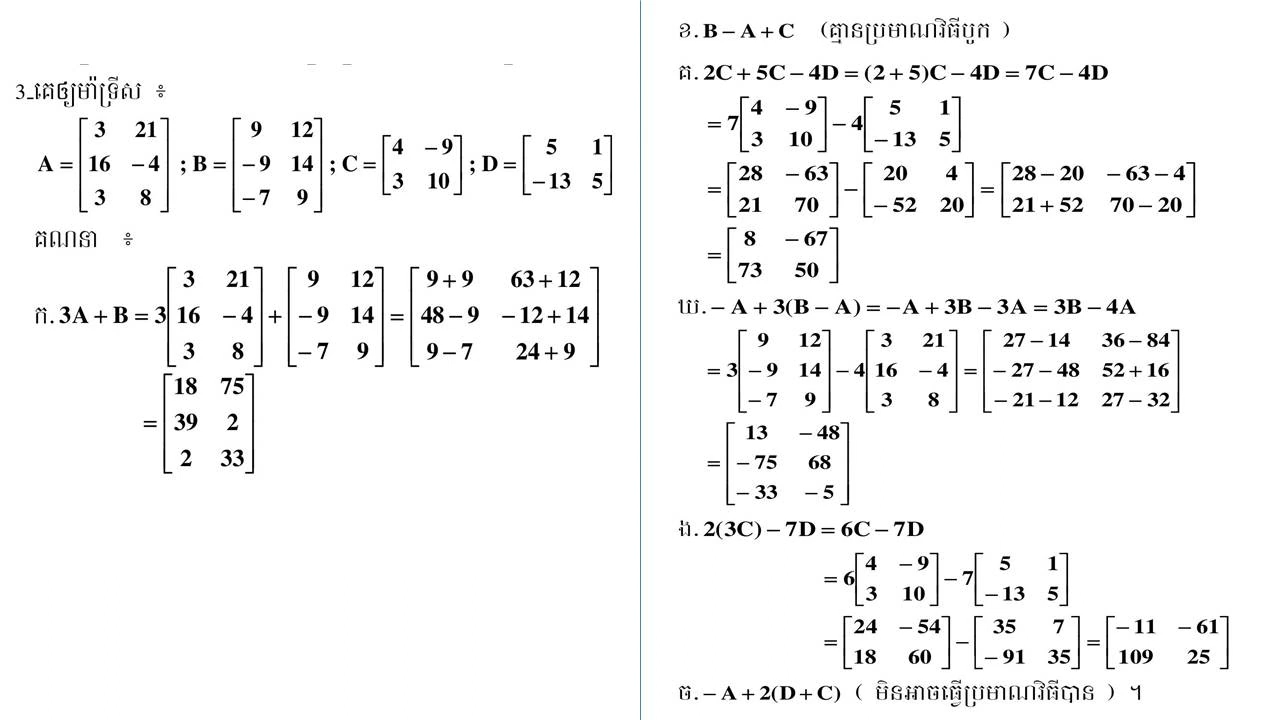 3_គេឲ្យម៉ាទ្រីស ៖
A = [3 21; 16 −4; 3 8] ; B = [9 12; −9 14; −7 9] ; C = [4 −9; 3 10] ; D = [5 1; −13 5]
គណនា ៖
ក. 3A + B = 3[3 21; 16 −4; 3 8] + [9 12; −9 14; −7 9] = [9+9 63+12; 48−9 −12+14; 9−7 24+9]
= [18 75; 39 2; 2 33]
ខ. B − A + C (គ្មានប្រមាណវិធីបូក )
គ. 2C + 5C − 4D = (2 + 5)C − 4D = 7C − 4D
= 7[4 −9; 3 10] − 4[5 1; −13 5]
= [28 −63; 21 70] − [20 4; −52 20] = [28−20 −63−4; 21+52 70−20]
= [8 −67; 73 50]
ឃ. − A + 3(B − A) = −A + 3B − 3A = 3B − 4A
= 3[9 12; −9 14; −7 9] − 4[3 21; 16 −4; 3 8] = [27−14 36−84; −27−48 52+16; −21−12 27−32]
= [13 −48; −75 68; −33 −5]
ង. 2(3C) − 7D = 6C − 7D
= 6[4 −9; 3 10] − 7[5 1; −13 5]
= [24 −54; 18 60] − [35 7; −91 35] = [−11 −61; 109 25]
ច. − A + 2(D + C) ( មិនអាចធ្វើប្រមាណវិធីបាន ) ។